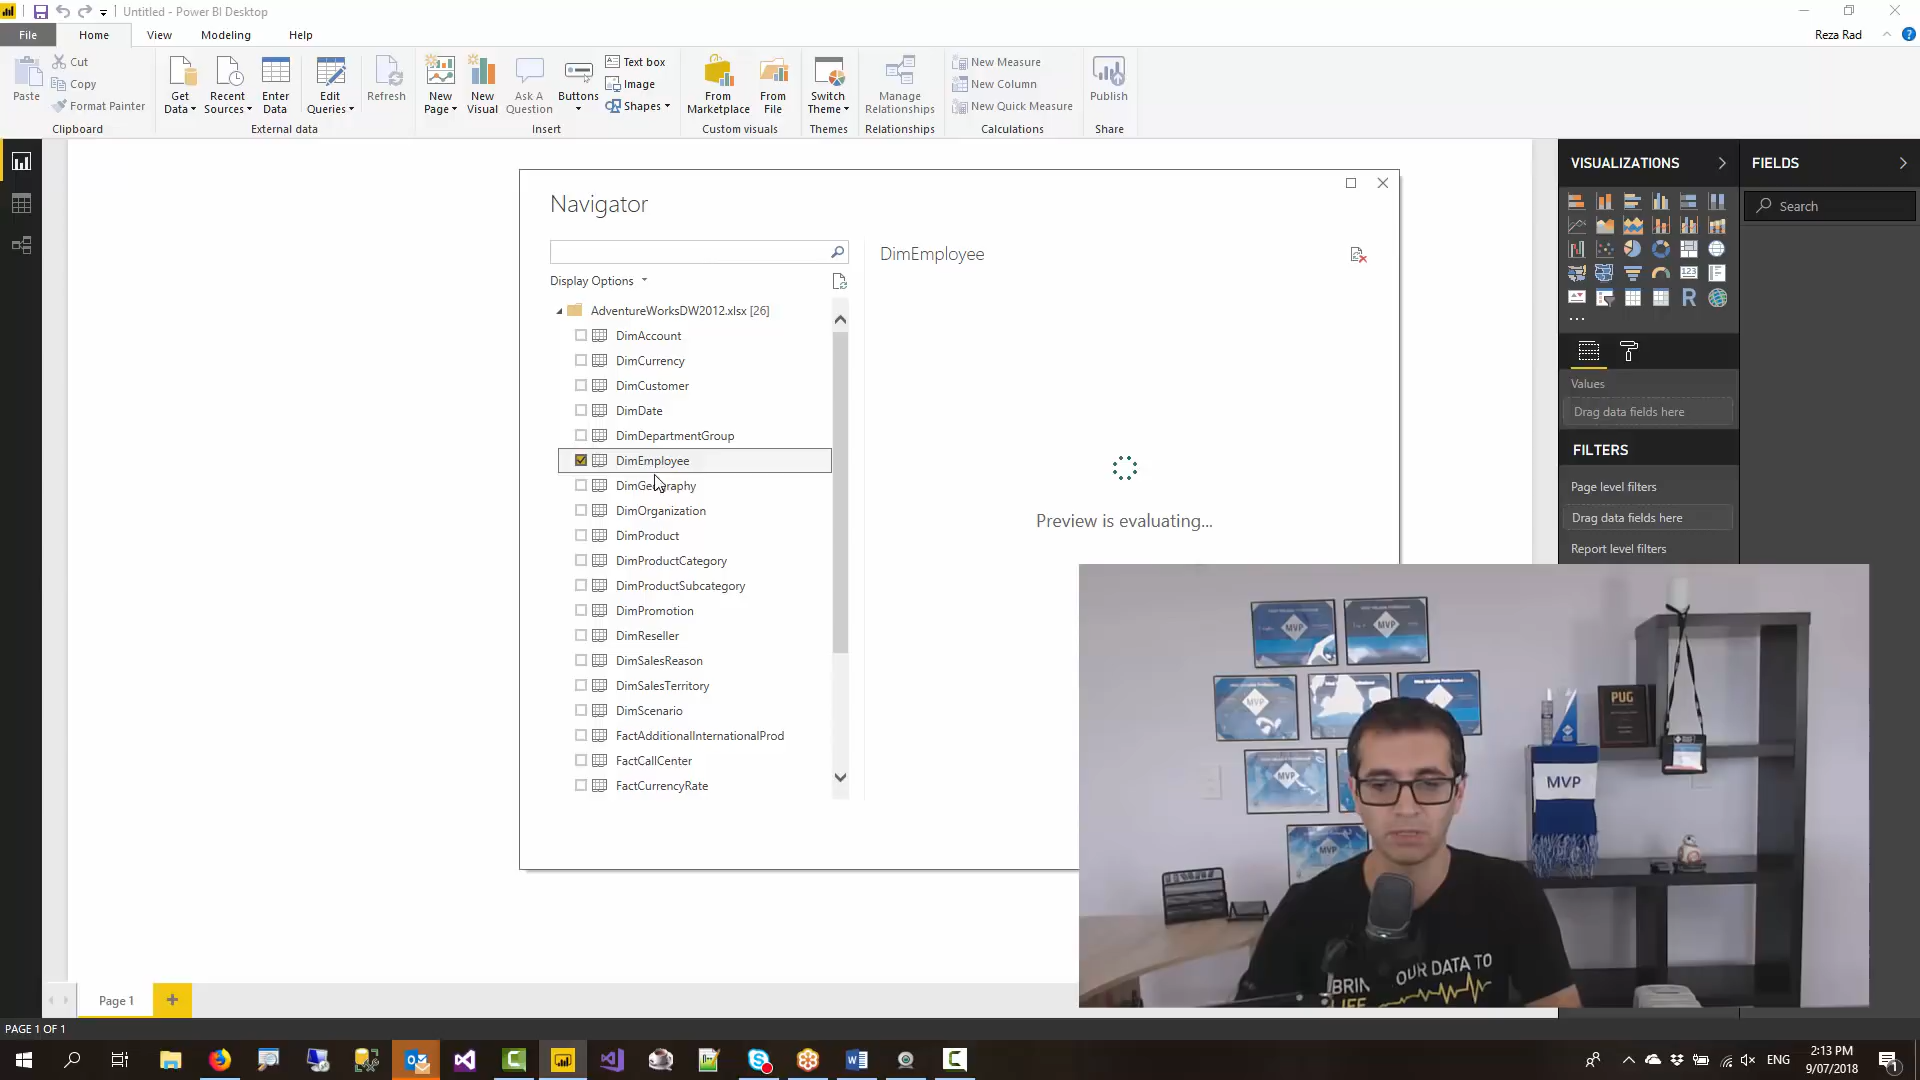 Untitled - Power BI Desktop
File
Home
View
Modeling
Help
Reza Rad
Paste
Cut
Copy
Format Painter
Clipboard
Get Data
Recent Sources
Enter Data
Edit Queries
Refresh
External data
New Page
New Visual
Ask A Question
Buttons
Text box
Image
Shapes
Insert
From Marketplace
From File
Custom visuals
Switch Theme
Themes
Manage Relationships
Relationships
New Measure
New Column
New Quick Measure
Calculations
Publish
Share
VISUALIZATIONS
FIELDS
Search
Values
Drag data fields here
FILTERS
Page level filters
Drag data fields here
Report level filters
Navigator
Display Options
AdventureWorksDW2012.xlsx [26]
DimAccount
DimCurrency
DimCustomer
DimDate
DimDepartmentGroup
DimEmployee
DimGeography
DimOrganization
DimProduct
DimProductCategory
DimProductSubcategory
DimPromotion
DimReseller
DimSalesReason
DimSalesTerritory
DimScenario
FactAdditionalInternationalProd
FactCallCenter
FactCurrencyRate
DimEmployee
Preview is evaluating...
MVP
MVP
MVP
MVP
MVP
PUG
MVP
OUR DATA TO
Page 1
PAGE 1 OF 1
ENG
2:13 PM
9/07/2018